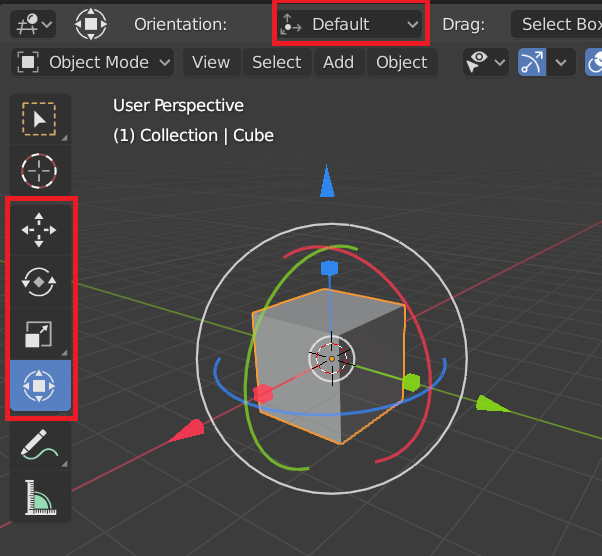 Orientation: Default Drag: Select Box
Object Mode View Select Add Object
User Perspective
(1) Collection | Cube